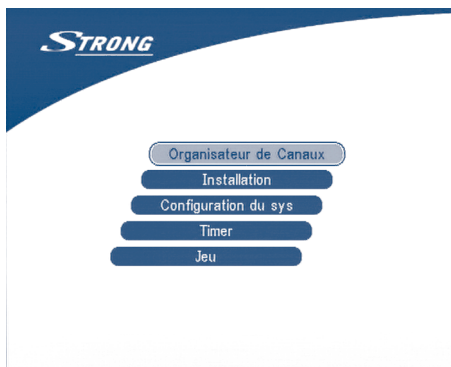 STRONG
Organisateur de Canaux
Installation
Configuration du sys
Timer
Jeu